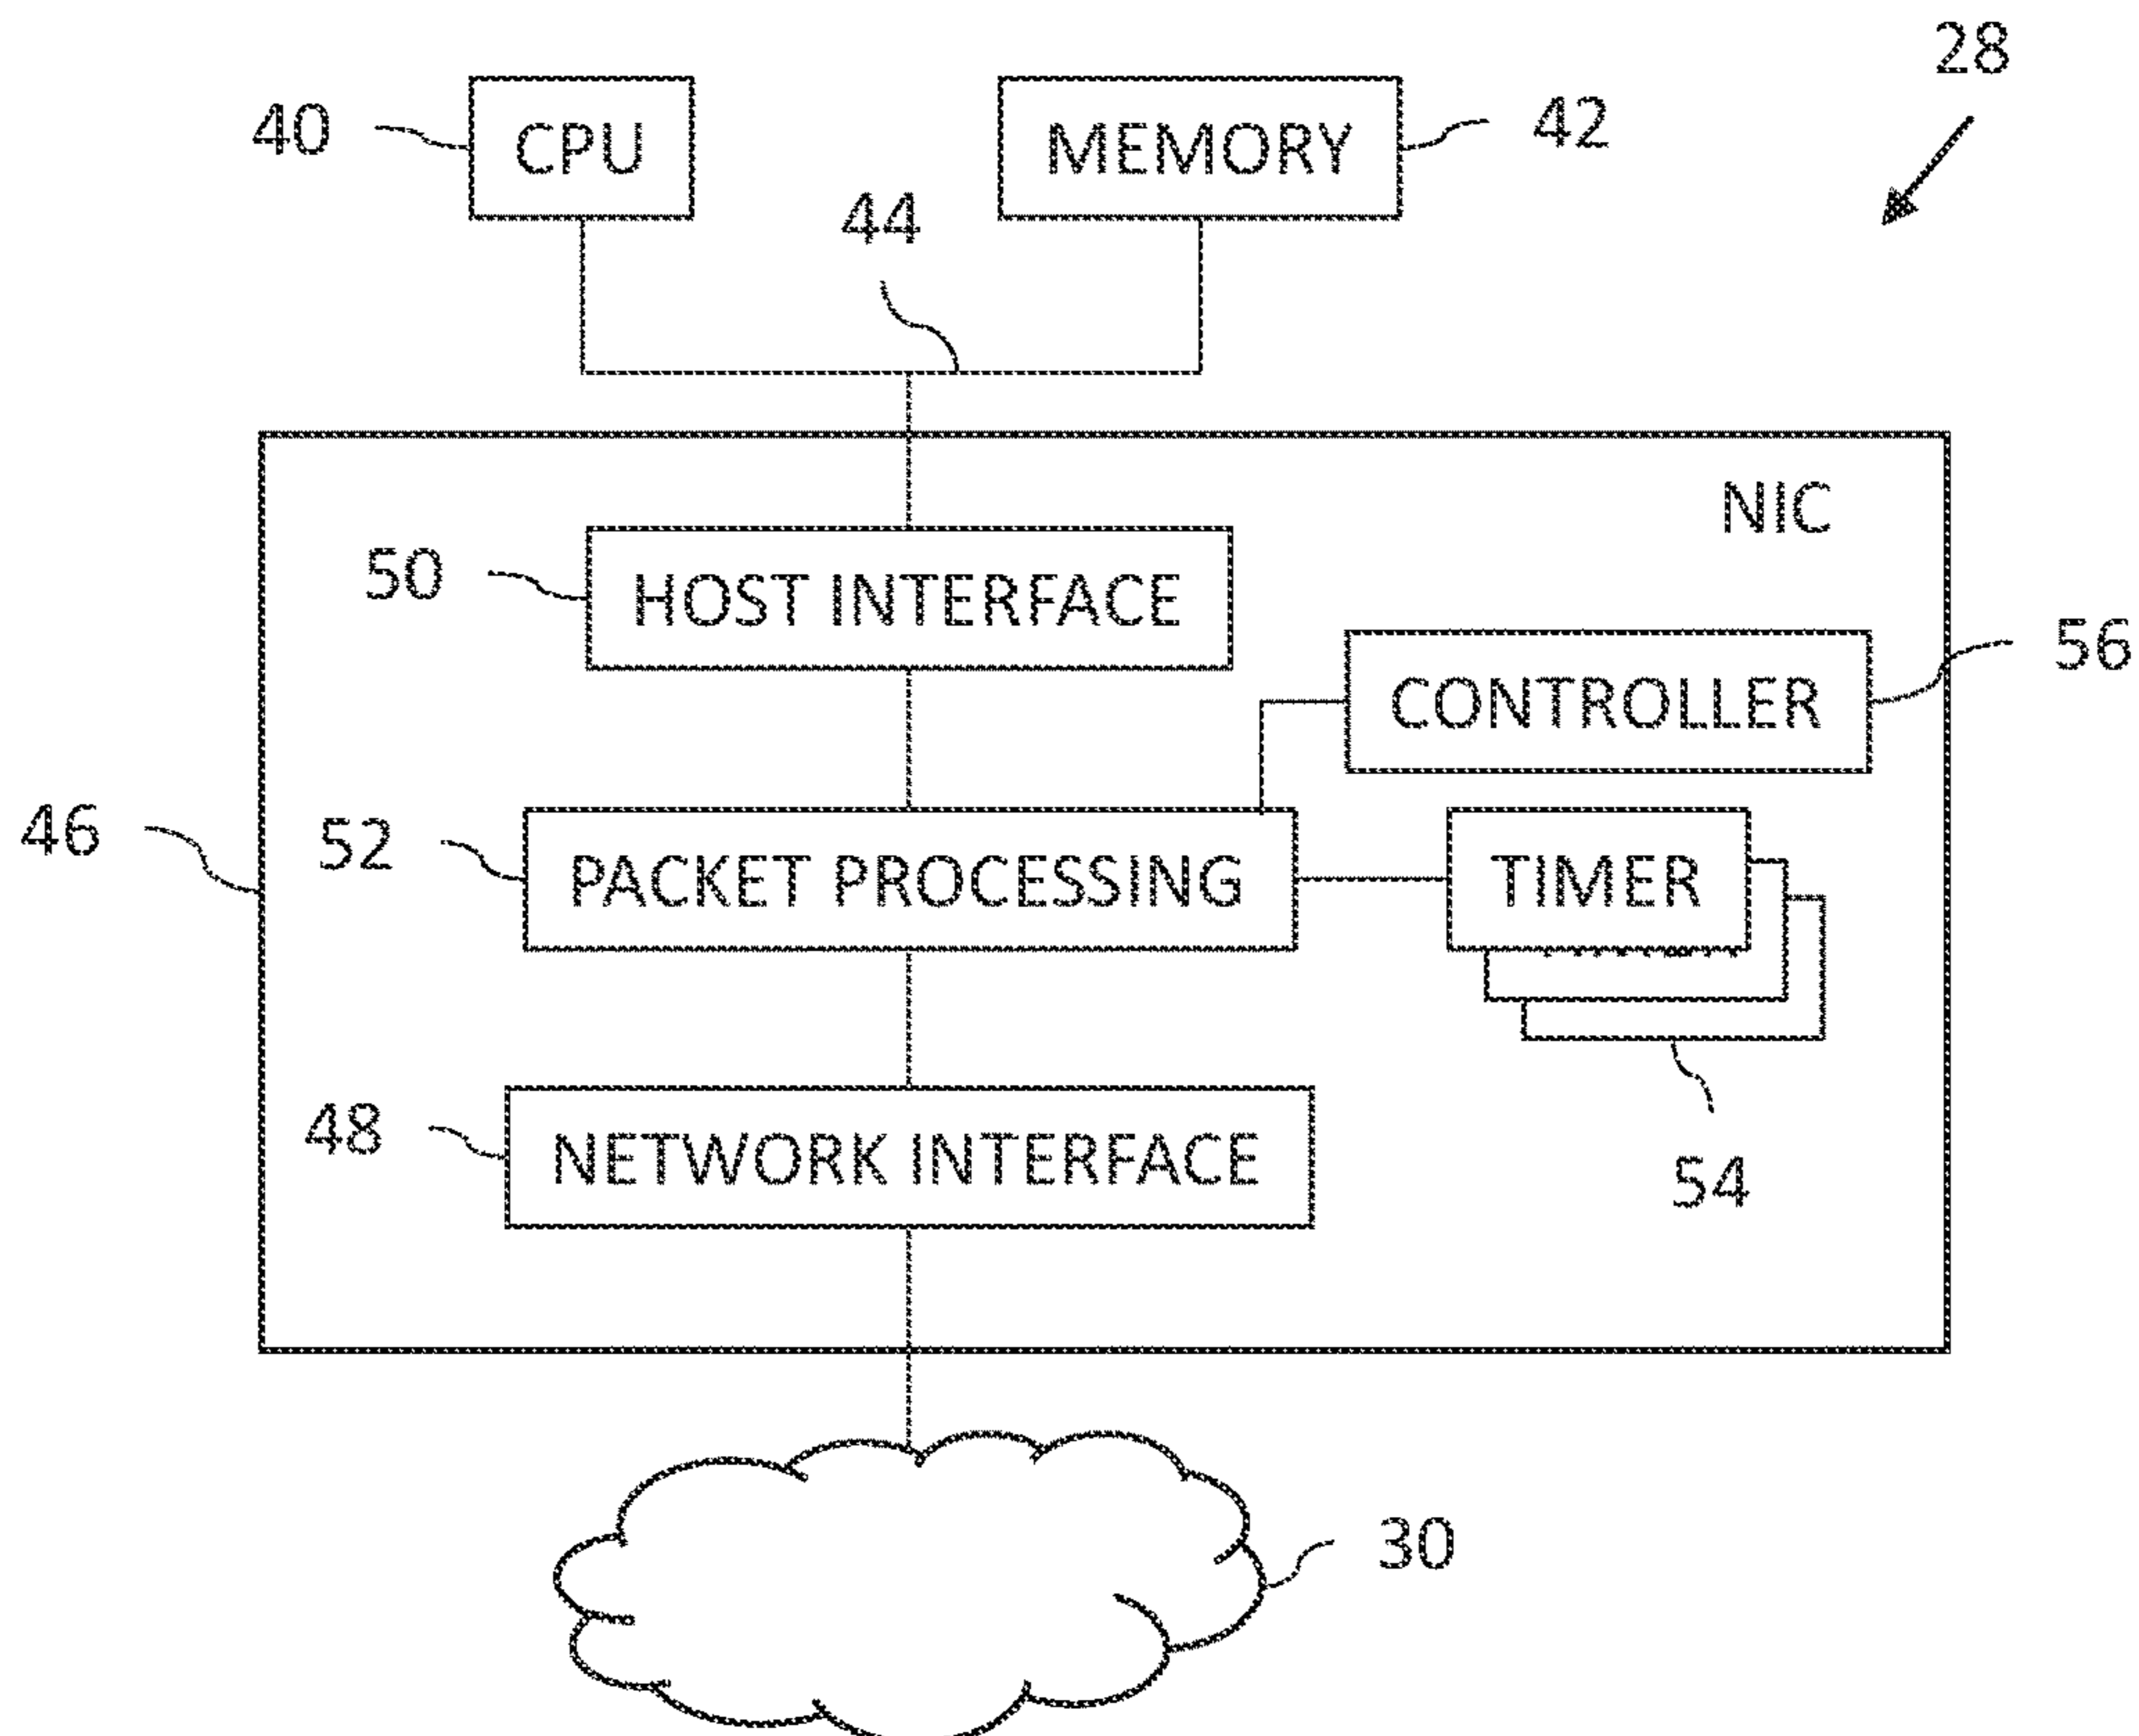 28
40
CPU
MEMORY
42
44
NIC
50
HOST INTERFACE
56
CONTROLLER
46
52
PACKET PROCESSING
TIMER
48
NETWORK INTERFACE
54
30